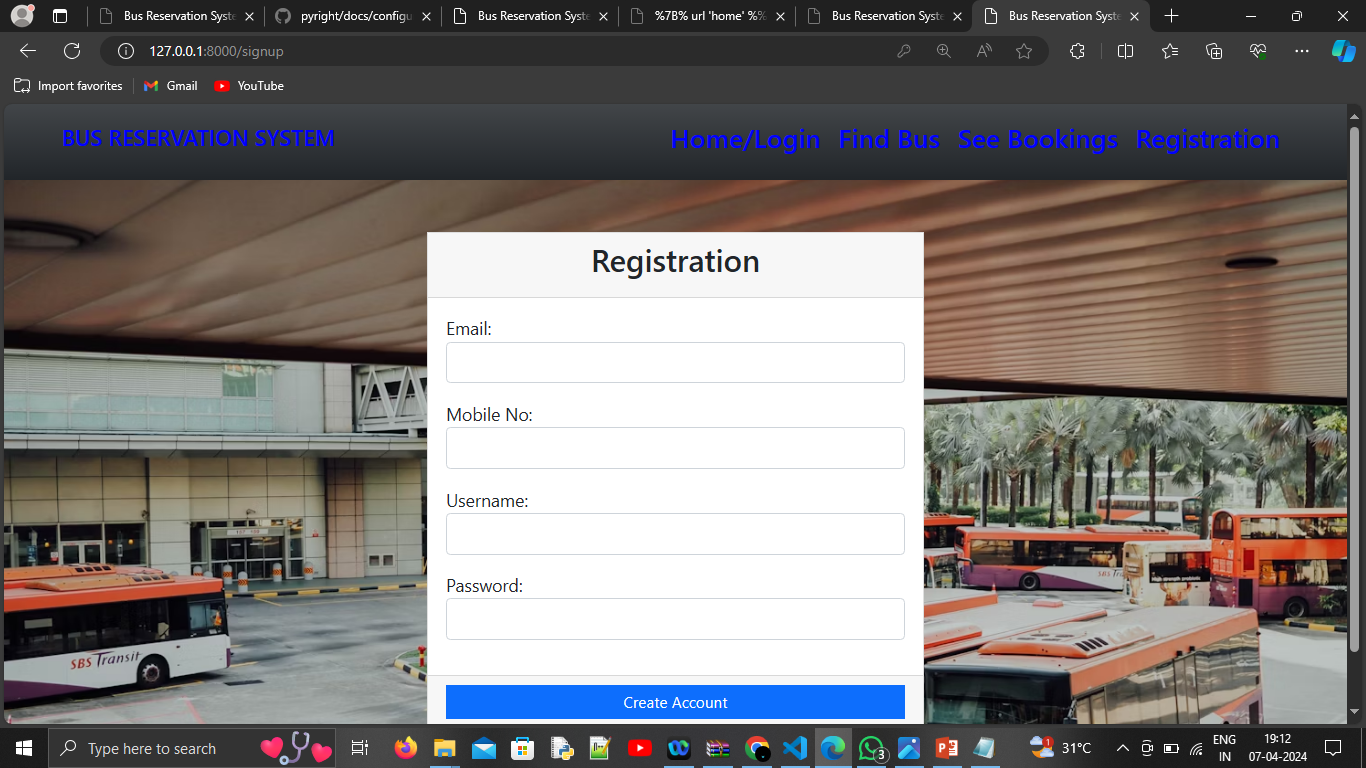 Bus Reservation Syste
pyright/docs/configu
Bus Reservation Syste
%7B% url 'home' %%
Bus Reservation Syste
Bus Reservation Syste
127.0.0.1:8000/signup
Import favorites
Gmail
YouTube
BUS RESERVATION SYSTEM
Home/Login Find Bus See Bookings Registration
Registration
Email:
Mobile No:
Username:
Password:
SBS Transit
SBS Transit
Create Account
Type here to search
3
1
31°C
ENG
IN
19:12
07-04-2024